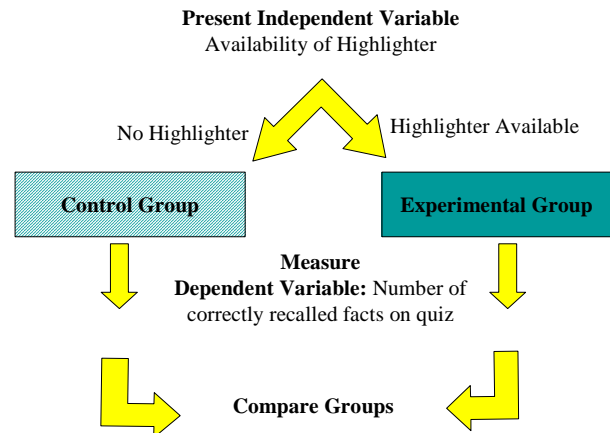 Present Independent Variable
Availability of Highlighter
No Highlighter
Highlighter Available
Control Group
Experimental Group
Measure
Dependent Variable: Number of
correctly recalled facts on quiz
Compare Groups